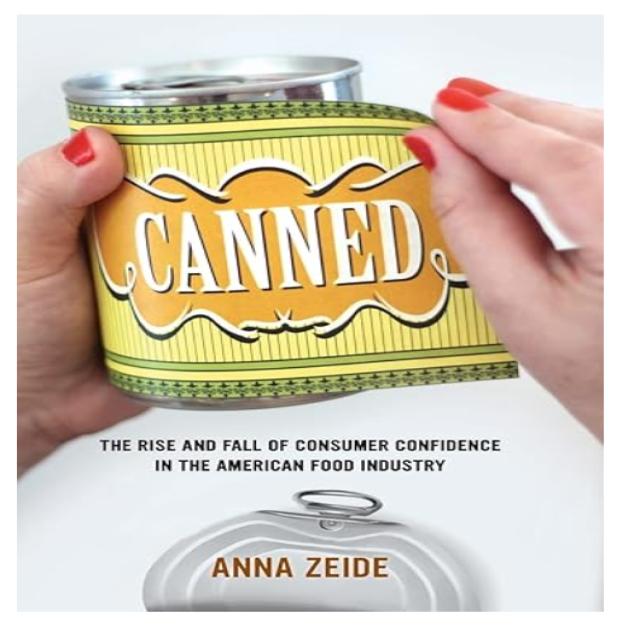 CANNED
THE RISE AND FALL OF CONSUMER CONFIDENCE
IN THE AMERICAN FOOD INDUSTRY
ANNA ZEIDE